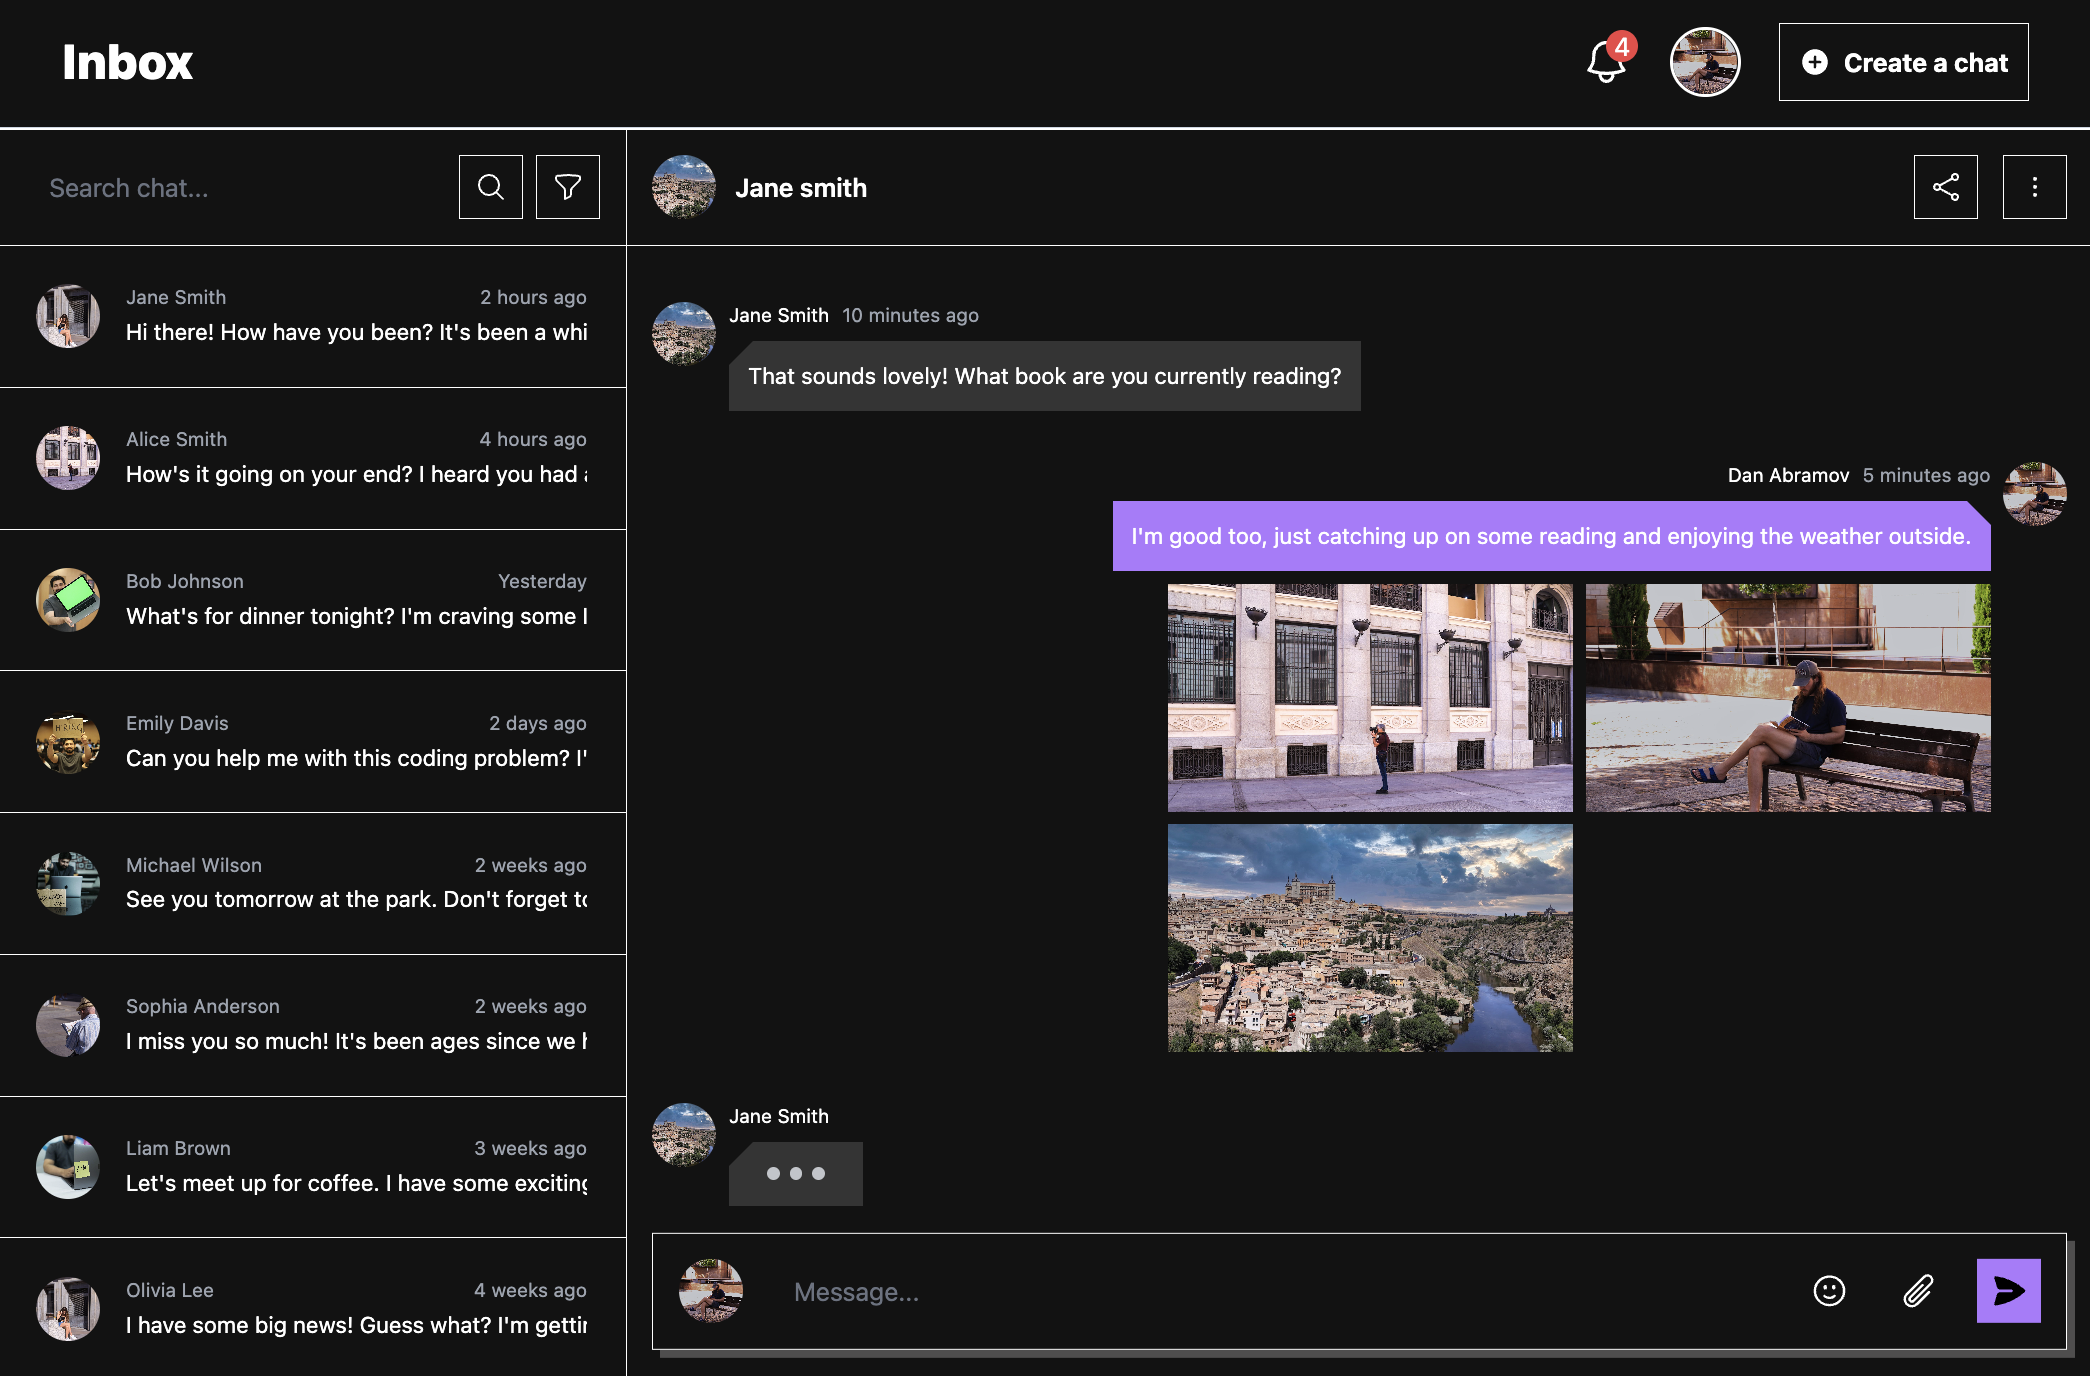 Inbox
4
Create a chat
Search chat...
Jane smith
Jane Smith 2 hours ago
Hi there! How have you been? It's been a whi
Alice Smith 4 hours ago
How's it going on your end? I heard you had
Bob Johnson Yesterday
What's for dinner tonight? I'm craving some
Emily Davis 2 days ago
Can you help me with this coding problem? I'
Michael Wilson 2 weeks ago
See you tomorrow at the park. Don't forget to
Sophia Anderson 2 weeks ago
I miss you so much! It's been ages since we
Liam Brown 3 weeks ago
Let's meet up for coffee. I have some exciting
Olivia Lee 4 weeks ago
I have some big news! Guess what? I'm gettin
Jane Smith 10 minutes ago
That sounds lovely! What book are you currently reading?
Dan Abramov 5 minutes ago
I'm good too, just catching up on some reading and enjoying the weather outside.
Jane Smith
Message...